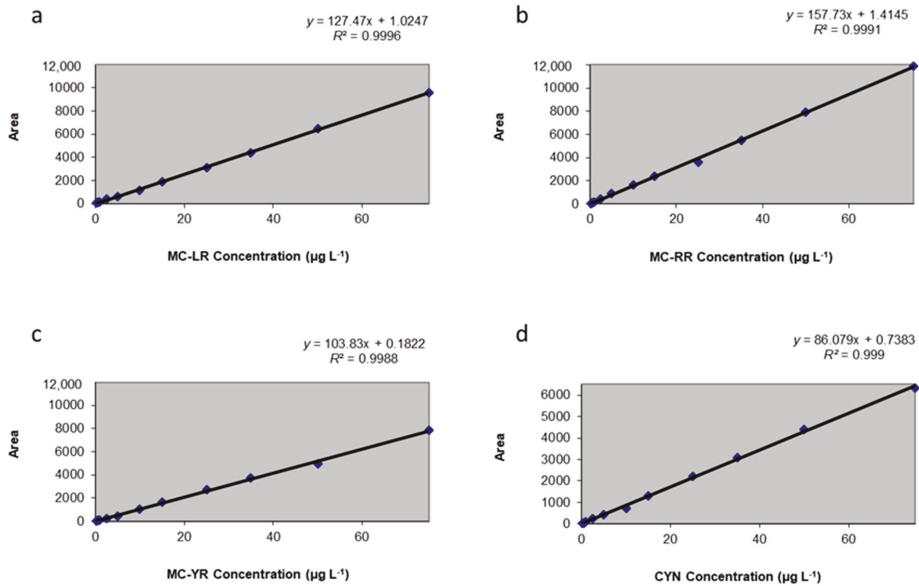 a
y = 127.47x + 1.0247
R² = 0.9996
12,000
10000
8000
6000
4000
2000
0
Area
0 20 40 60
MC-LR Concentration (µg L⁻¹)
b
y = 157.73x + 1.4145
R² = 0.9991
12,000
10000
8000
6000
4000
2000
0
Area
0 20 40 60
MC-RR Concentration (µg L⁻¹)
c
y = 103.83x + 0.1822
R² = 0.9988
12,000
10000
8000
6000
4000
2000
0
Area
0 20 40 60
MC-YR Concentration (µg L⁻¹)
d
y = 86.079x + 0.7383
R² = 0.999
6000
5000
4000
3000
2000
1000
0
Area
0 20 40 60
CYN Concentration (µg L⁻¹)